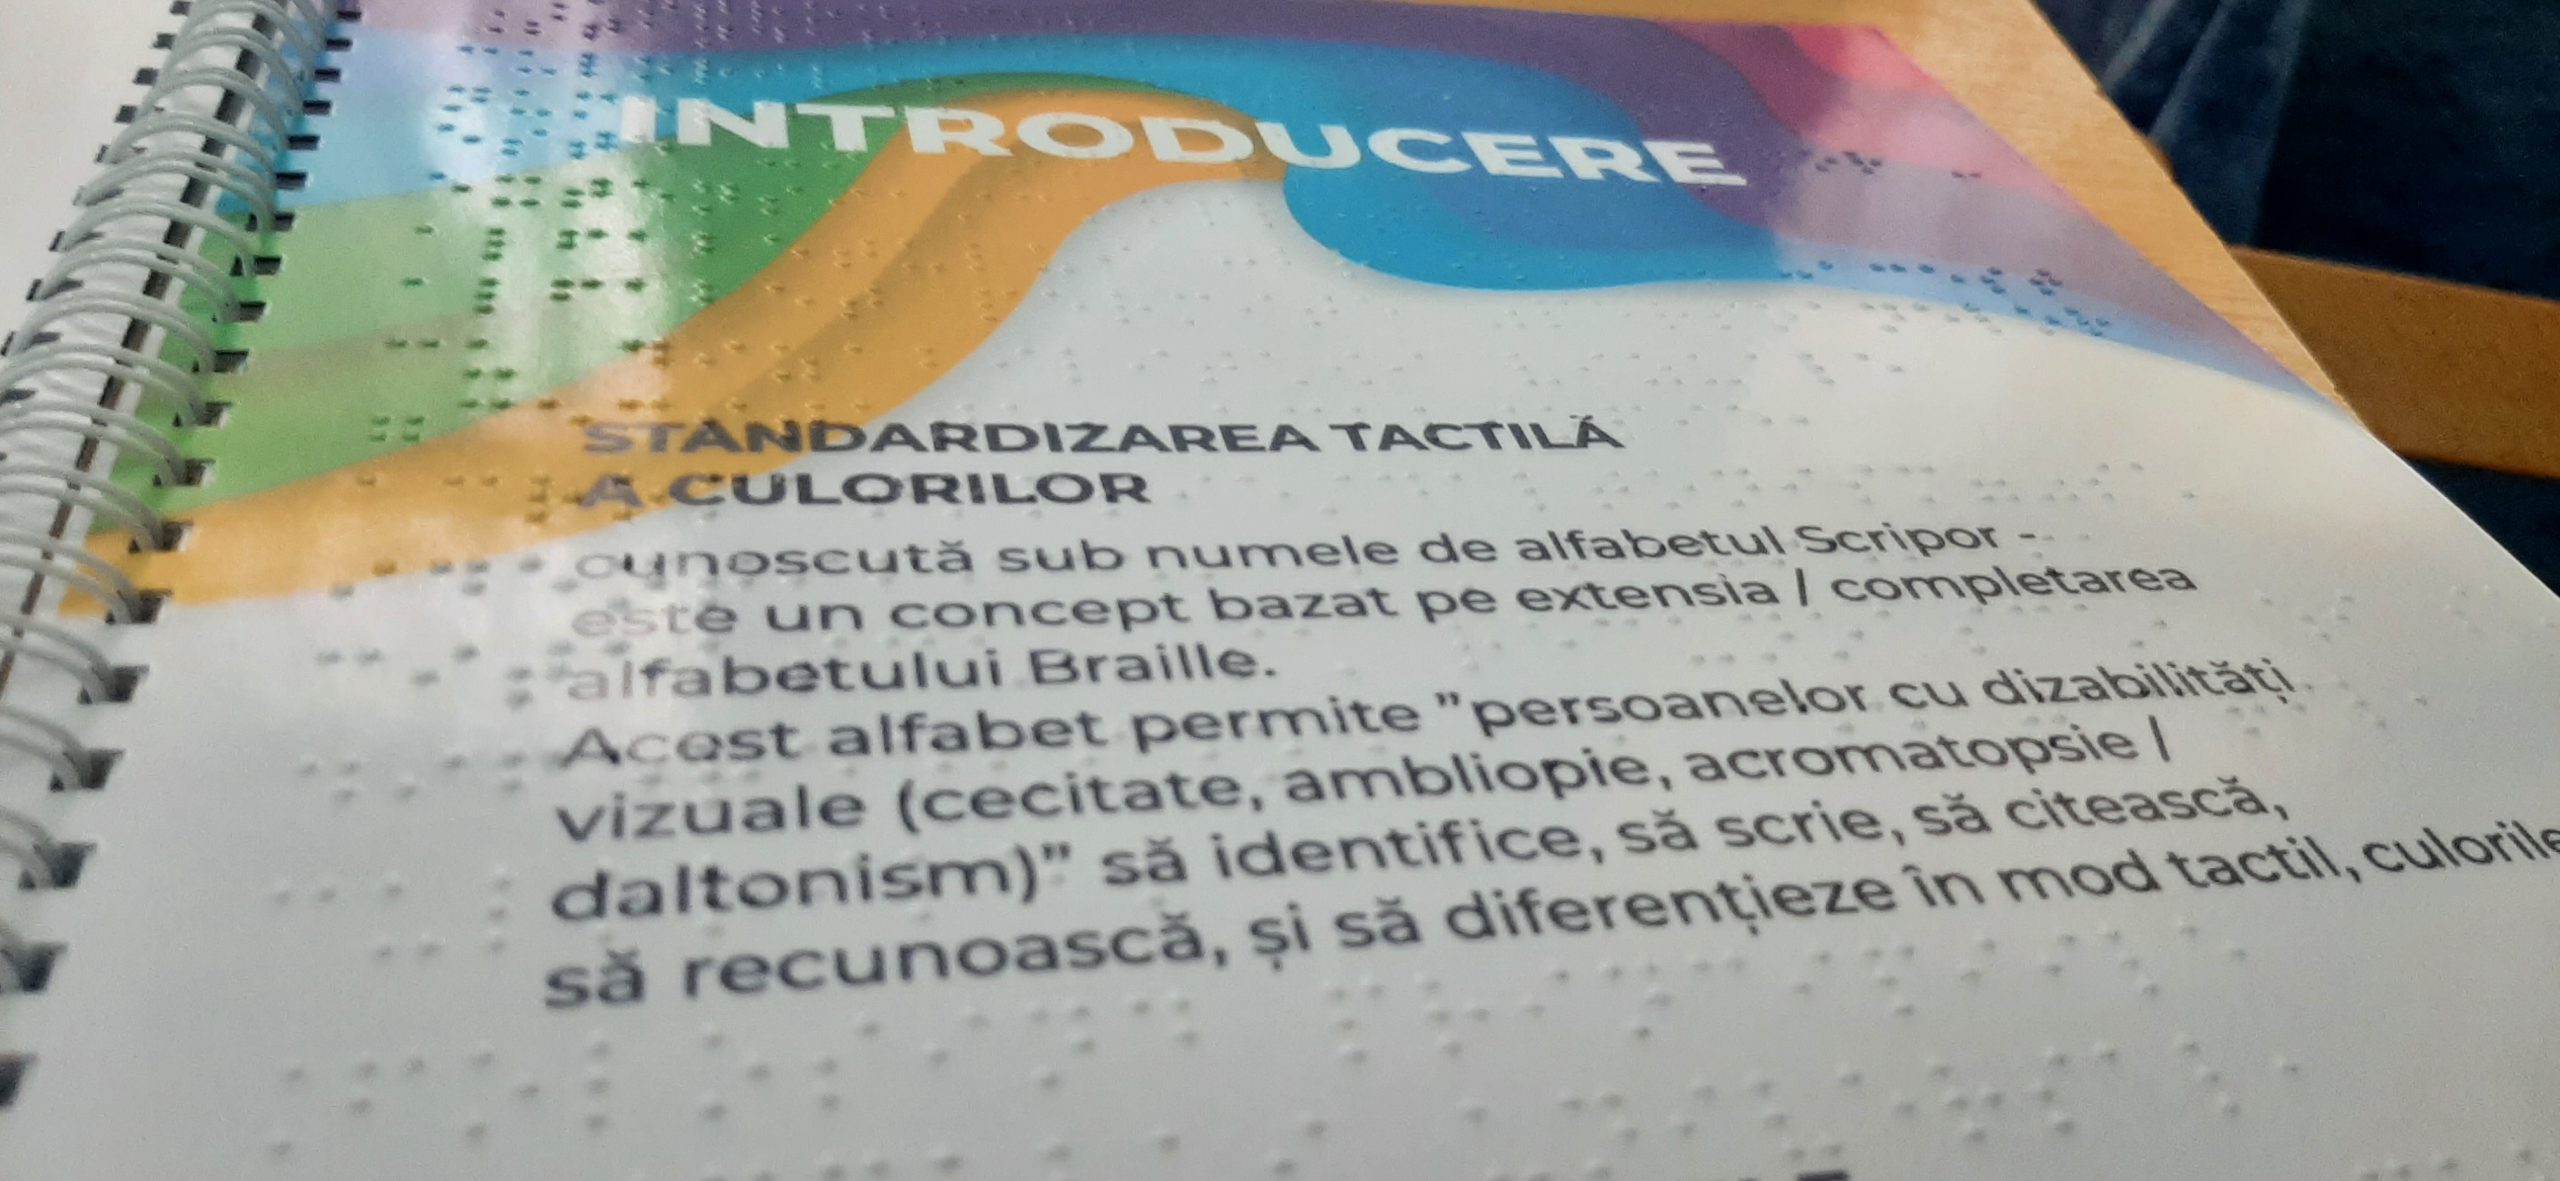 INTRODUCERE
STANDARDIZAREA TACTILĂ
A CULORILOR
cunoscută sub numele de alfabetul Scripor -
este un concept bazat pe extensia / completarea
alfabetului Braille.
Acest alfabet permite "persoanelor cu dizabilități
vizuale (cecitate, ambliopie, acromatopsie /
daltonism)" să identifice, să scrie, să citească,
să recunoască, și să diferențieze în mod tactil, culorile